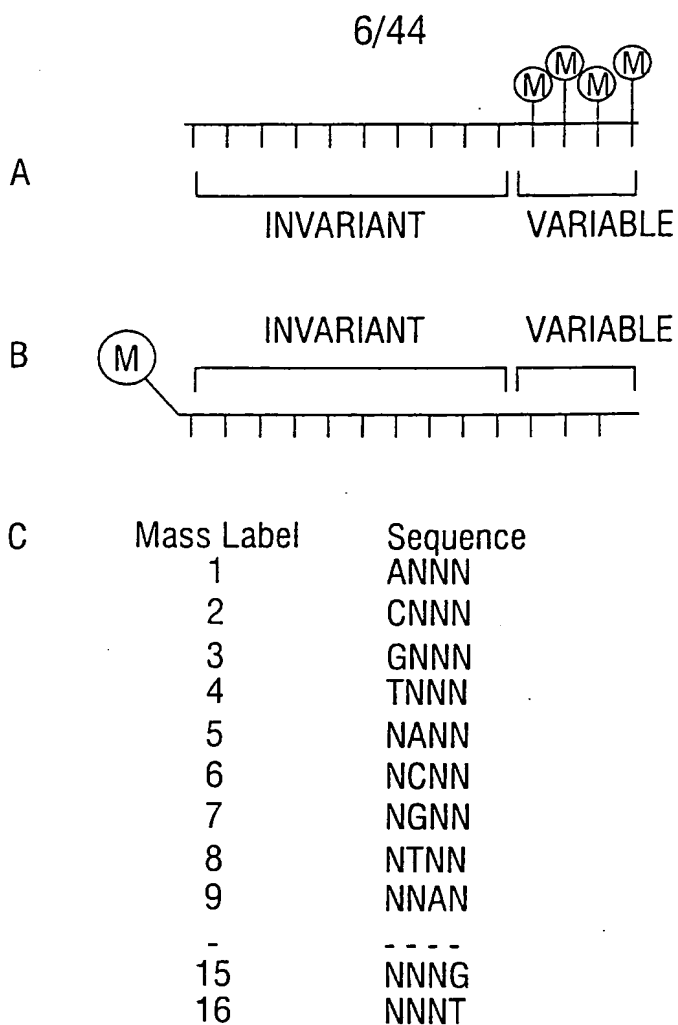 6/44
M M M M
A
INVARIANT VARIABLE
INVARIANT VARIABLE
B M
C Mass Label Sequence
1 ANNN
2 CNNN
3 GNNN
4 TNNN
5 NANN
6 NCNN
7 NGNN
8 NTNN
9 NNAN
- - - - -
15 NNNG
16 NNNT